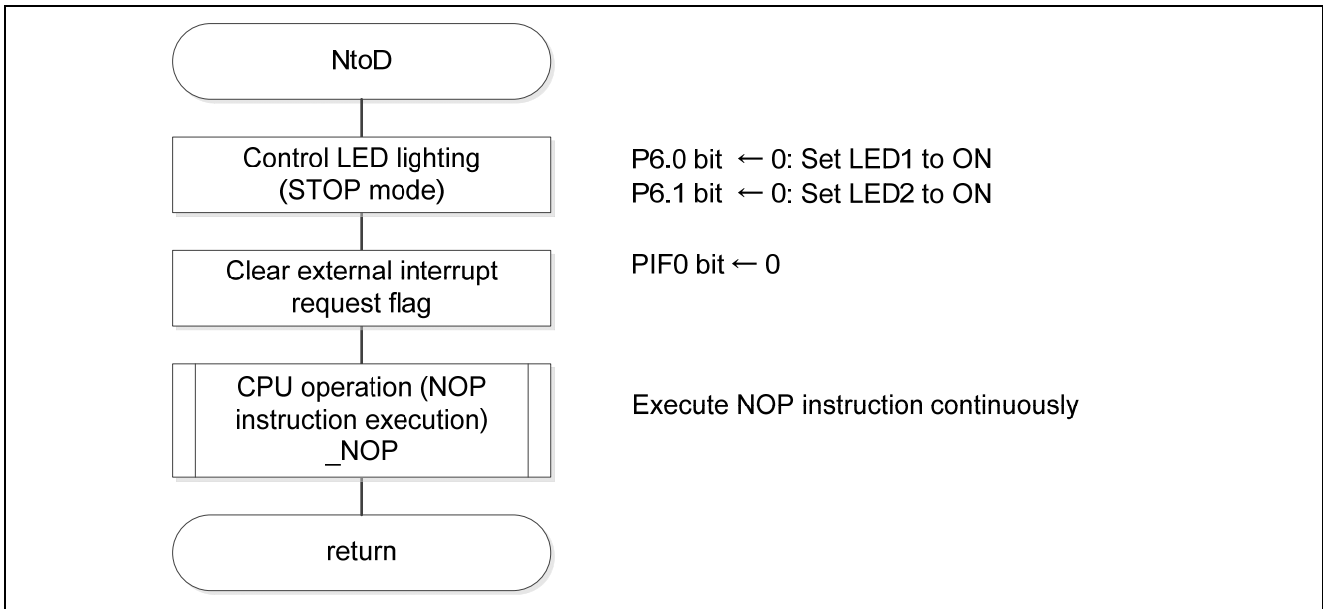 NtoD
Control LED lighting
(STOP mode)
P6.0 bit ← 0: Set LED1 to ON
P6.1 bit ← 0: Set LED2 to ON
Clear external interrupt
request flag
PIF0 bit ← 0
CPU operation (NOP
instruction execution)
_NOP
Execute NOP instruction continuously
return